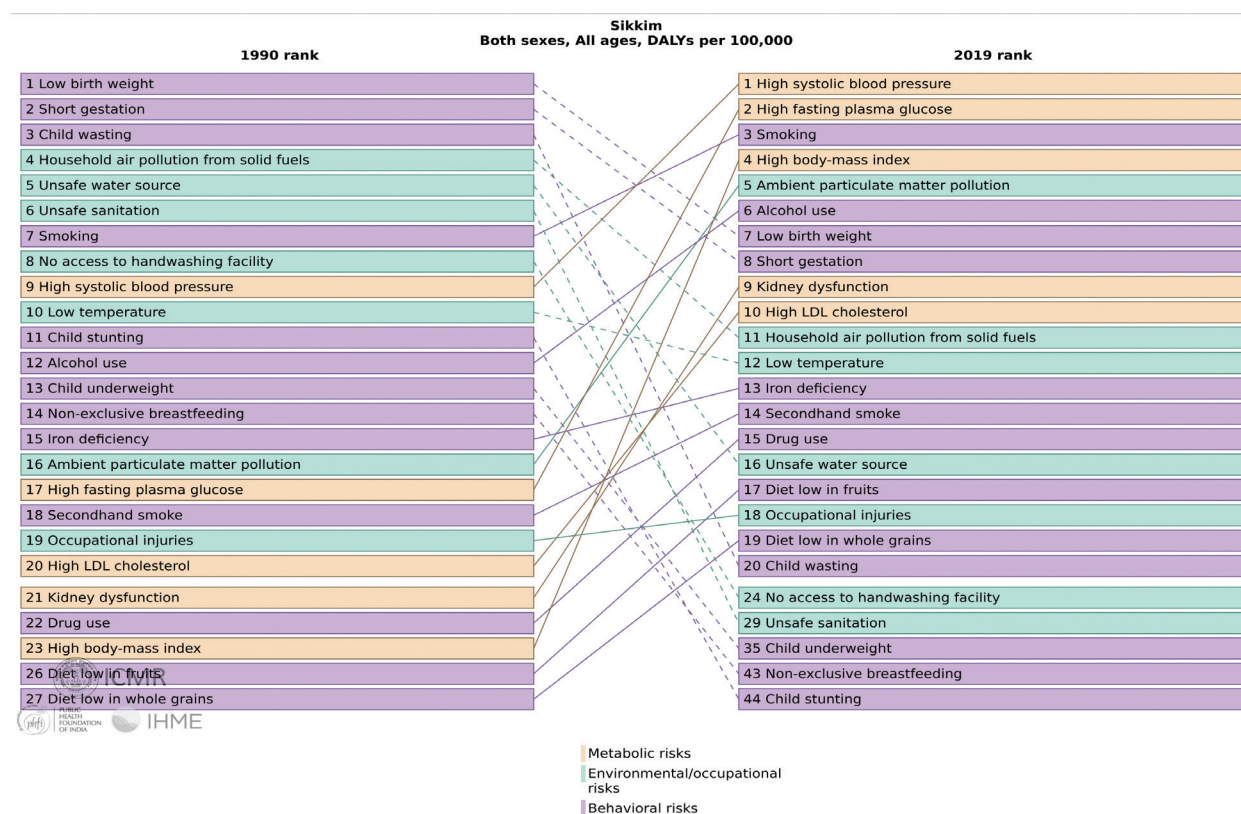 Sikkim
Both sexes, All ages, DALYs per 100,000
1990 rank
2019 rank
1 Low birth weight
2 Short gestation
3 Child wasting
4 Household air pollution from solid fuels
5 Unsafe water source
6 Unsafe sanitation
7 Smoking
8 No access to handwashing facility
9 High systolic blood pressure
10 Low temperature
11 Child stunting
12 Alcohol use
13 Child underweight
14 Non-exclusive breastfeeding
15 Iron deficiency
16 Ambient particulate matter pollution
17 High fasting plasma glucose
18 Secondhand smoke
19 Occupational injuries
20 High LDL cholesterol
21 Kidney dysfunction
22 Drug use
23 High body-mass index
26 Diet low in fruits
27 Diet low in whole grains
1 High systolic blood pressure
2 High fasting plasma glucose
3 Smoking
4 High body-mass index
5 Ambient particulate matter pollution
6 Alcohol use
7 Low birth weight
8 Short gestation
9 Kidney dysfunction
10 High LDL cholesterol
11 Household air pollution from solid fuels
12 Low temperature
13 Iron deficiency
14 Secondhand smoke
15 Drug use
16 Unsafe water source
17 Diet low in fruits
18 Occupational injuries
19 Diet low in whole grains
20 Child wasting
24 No access to handwashing facility
29 Unsafe sanitation
35 Child underweight
43 Non-exclusive breastfeeding
44 Child stunting
ICMR
phfi
PUBLIC
HEALTH
FOUNDATION
OF INDIA
IHME
Metabolic risks
Environmental/occupational
risks
Behavioral risks